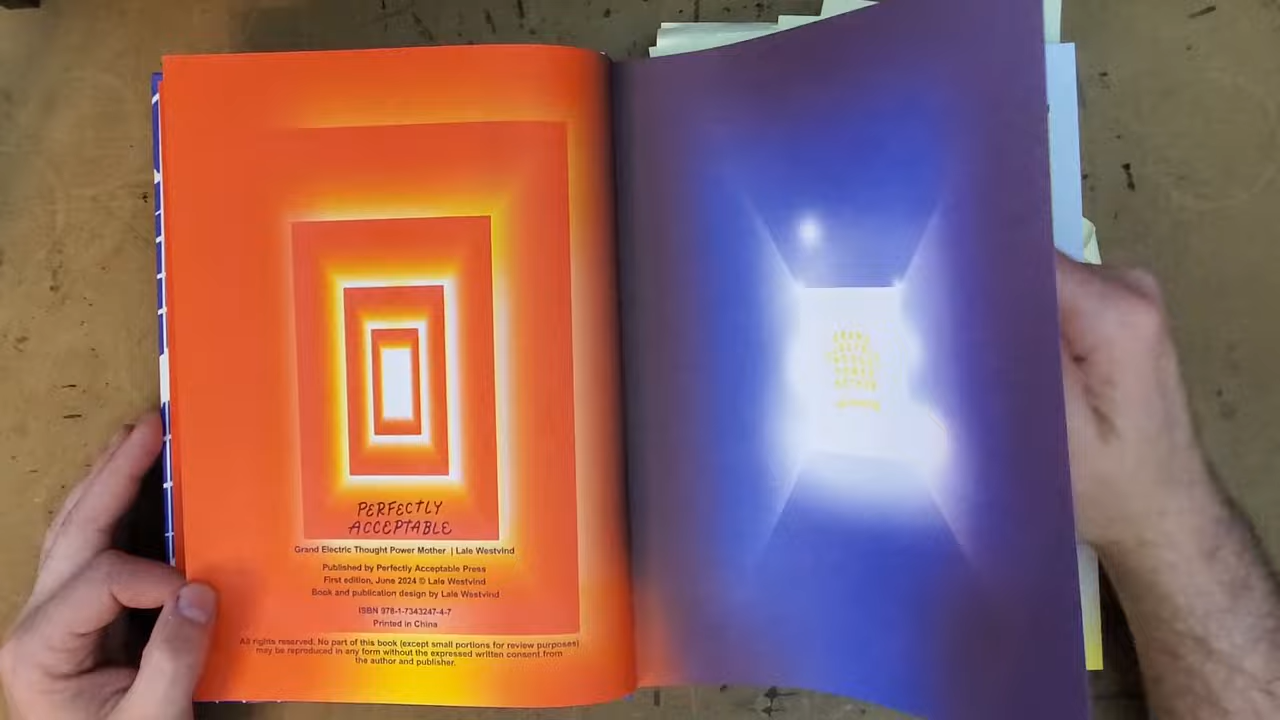 PERFECTLY
ACCEPTABLE
Grand Electric Thought Power Mother | Lale Westvind
Published by Perfectly Acceptable Press
First edition, June 2024 © Lale Westvind
Book and publication design by Lale Westvind
ISBN 978-1-7343247-4-7
Printed in China
All rights reserved. No part of this book (except small portions for review purposes)
may be reproduced in any form without the expressed written consent from
the author and publisher.